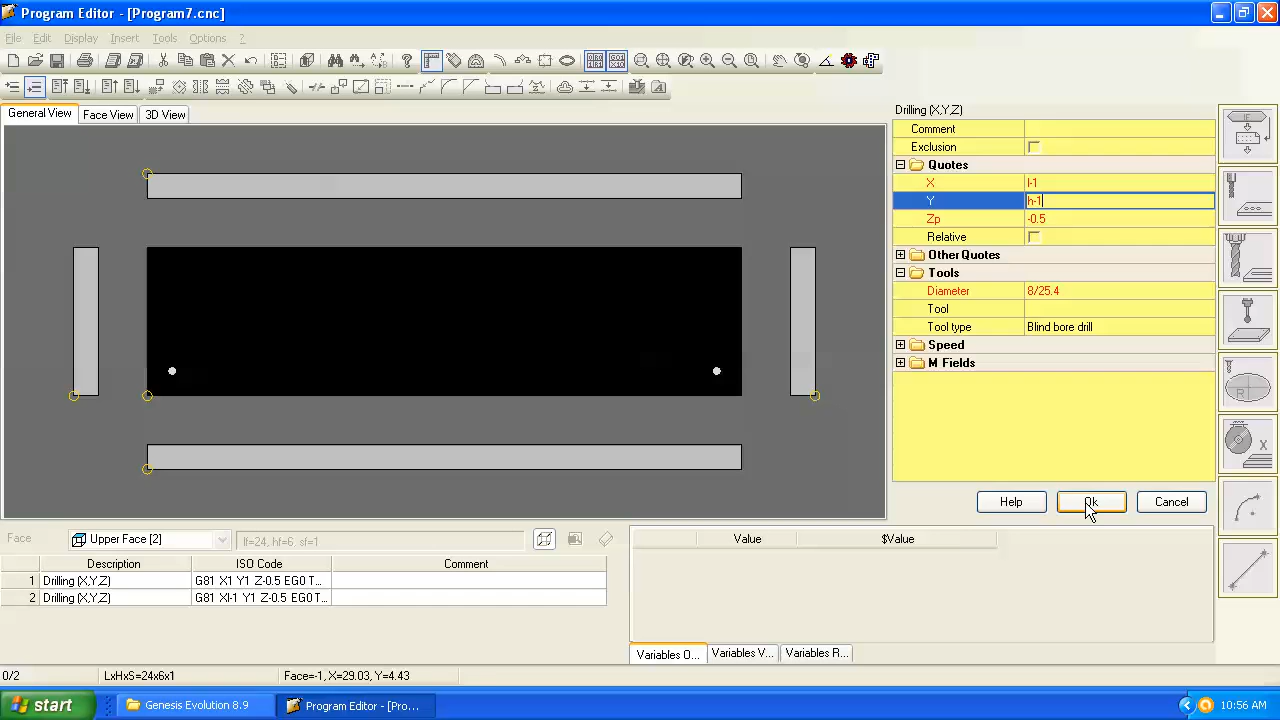 Program Editor - [Program7.cnc]
File Edit Display Insert Tools Options ?
General View Face View 3D View
Drilling (X,Y,Z)
Comment
Exclusion
Quotes
X l-1
Y h-1
Zp -0.5
Relative
Other Quotes
Tools
Diameter 8/25.4
Tool
Tool type Blind bore drill
Speed
M Fields
Help Ok Cancel
Face Upper Face [2] lf=24, hf=6, sf=1
Description ISO Code Comment
1 Drilling (X,Y,Z) G81 X1 Y1 Z-0.5 EG0 T...
2 Drilling (X,Y,Z) G81 Xl-1 Y1 Z-0.5 EG0 T...
Value $Value
Variables O... Variables V... Variables R...
0/2 LxHxS=24x6x1 Face=-1, X=29.03, Y=4.43
start Genesis Evolution 8.9 Program Editor - [Pro... 10:56 AM